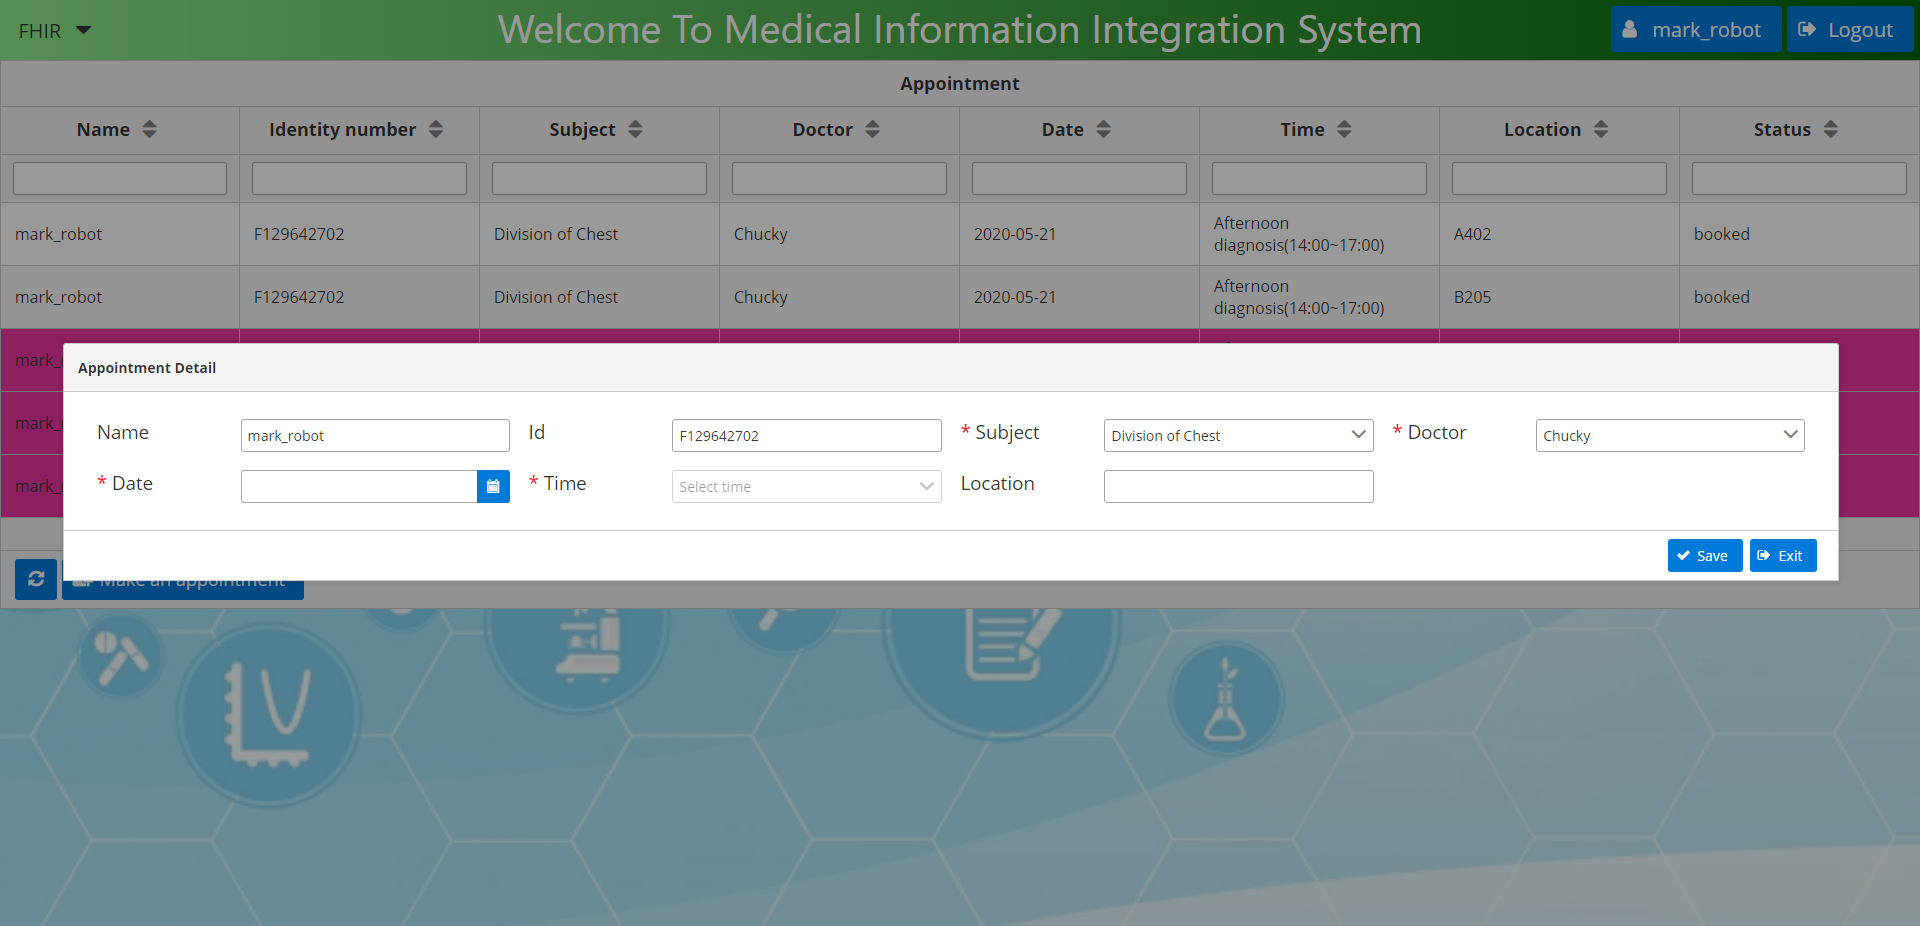 FHIR
Welcome To Medical Information Integration System
mark_robot
Logout
Appointment
Name Identity number Subject Doctor Date Time Location Status
mark_robot F129642702 Division of Chest Chucky 2020-05-21 Afternoon diagnosis(14:00~17:00) A402 booked
mark_robot F129642702 Division of Chest Chucky 2020-05-21 Afternoon diagnosis(14:00~17:00) B205 booked
mark_
Appointment Detail
mark_
mark_
Name mark_robot Id F129642702 * Subject Division of Chest * Doctor Chucky
* Date * Time Select time Location
Save Exit
Make an appointment